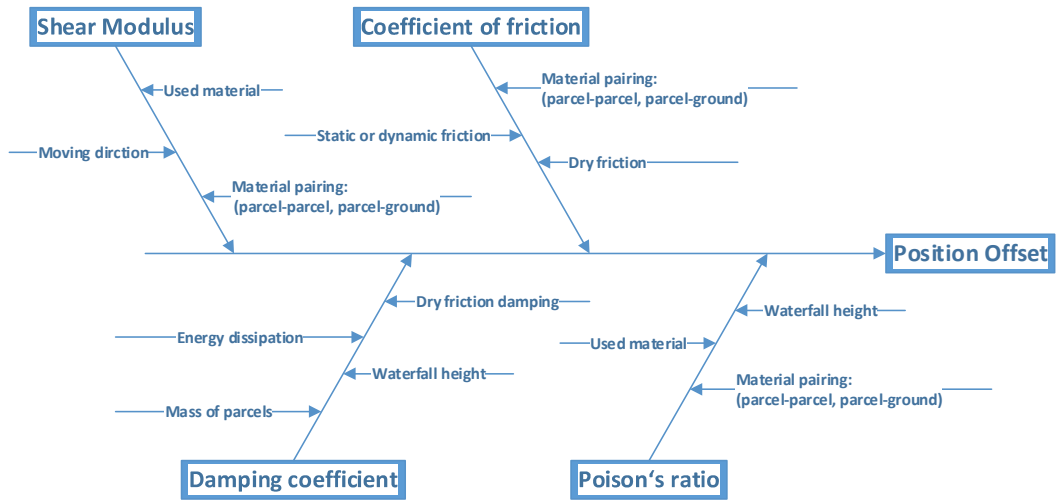 Shear Modulus
Coefficient of friction
Used material
Moving dirction
Material pairing:
(parcel-parcel, parcel-ground)
Material pairing:
(parcel-parcel, parcel-ground)
Static or dynamic friction
Dry friction
Position Offset
Dry friction damping
Energy dissipation
Waterfall height
Mass of parcels
Waterfall height
Used material
Material pairing:
(parcel-parcel, parcel-ground)
Damping coefficient
Poison‘s ratio